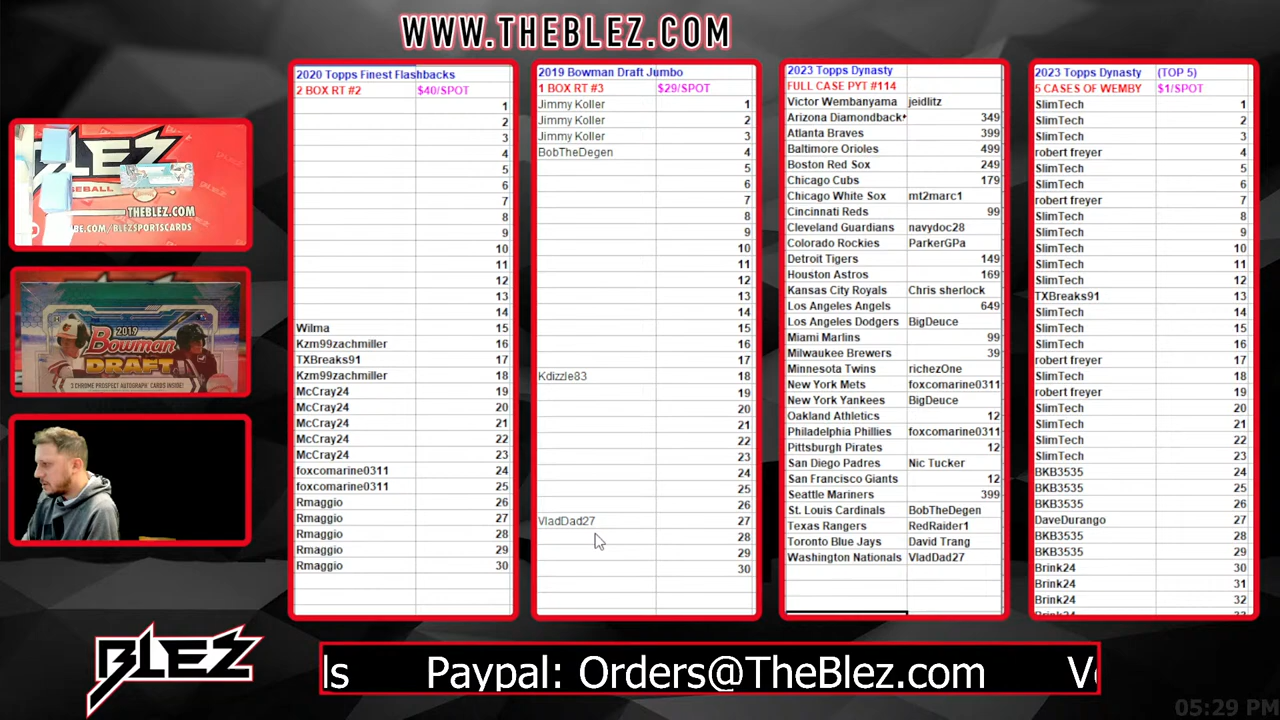 WWW.THEBLEZ.COM
BLEZ
BASEBALL
THEBLEZ.COM
BE.COM/BLEZSPORTSCARDS
2019
Bowman
DRAFT
3 CHROME PROSPECT AUTOGRAPH CARDS INSIDE!
2020 Topps Finest Flashbacks
2 BOX RT #2 $40/SPOT
1
2
3
4
5
6
7
8
9
10
11
12
13
14
Wilma 15
Kzm99zachmiller 16
TXBreaks91 17
Kzm99zachmiller 18
McCray24 19
McCray24 20
McCray24 21
McCray24 22
McCray24 23
foxcomarine0311 24
foxcomarine0311 25
Rmaggio 26
Rmaggio 27
Rmaggio 28
Rmaggio 29
Rmaggio 30
2019 Bowman Draft Jumbo
1 BOX RT #3 $29/SPOT
Jimmy Koller 1
Jimmy Koller 2
Jimmy Koller 3
BobTheDegen 4
5
6
7
8
9
10
11
12
13
14
15
16
17
Kdizzle83 18
19
20
21
22
23
24
25
26
VladDad27 27
28
29
30
2023 Topps Dynasty
FULL CASE PYT #114
Victor Wembanyama jeidlitz
Arizona Diamondback 349
Atlanta Braves 399
Baltimore Orioles 499
Boston Red Sox 249
Chicago Cubs 179
Chicago White Sox mt2marc1
Cincinnati Reds 99
Cleveland Guardians navydoc28
Colorado Rockies ParkerGPa
Detroit Tigers 149
Houston Astros 169
Kansas City Royals Chris sherlock
Los Angeles Angels 649
Los Angeles Dodgers BigDeuce
Miami Marlins 99
Milwaukee Brewers 39
Minnesota Twins richezOne
New York Mets foxcomarine0311
New York Yankees BigDeuce
Oakland Athletics 12
Philadelphia Phillies foxcomarine0311
Pittsburgh Pirates 12
San Diego Padres Nic Tucker
San Francisco Giants 12
Seattle Mariners 399
St. Louis Cardinals BobTheDegen
Texas Rangers RedRaider1
Toronto Blue Jays David Trang
Washington Nationals VladDad27
2023 Topps Dynasty (TOP 5)
5 CASES OF WEMBY $1/SPOT
SlimTech 1
SlimTech 2
SlimTech 3
robert freyer 4
SlimTech 5
SlimTech 6
robert freyer 7
SlimTech 8
SlimTech 9
SlimTech 10
SlimTech 11
SlimTech 12
TXBreaks91 13
SlimTech 14
SlimTech 15
SlimTech 16
robert freyer 17
SlimTech 18
robert freyer 19
SlimTech 20
SlimTech 21
SlimTech 22
SlimTech 23
BKB3535 24
BKB3535 25
BKB3535 26
DaveDurango 27
BKB3535 28
BKB3535 29
Brink24 30
Brink24 31
Brink24 32
Brink24 33
BLEZ
ls Paypal: Orders@TheBlez.com V
05:29 PM